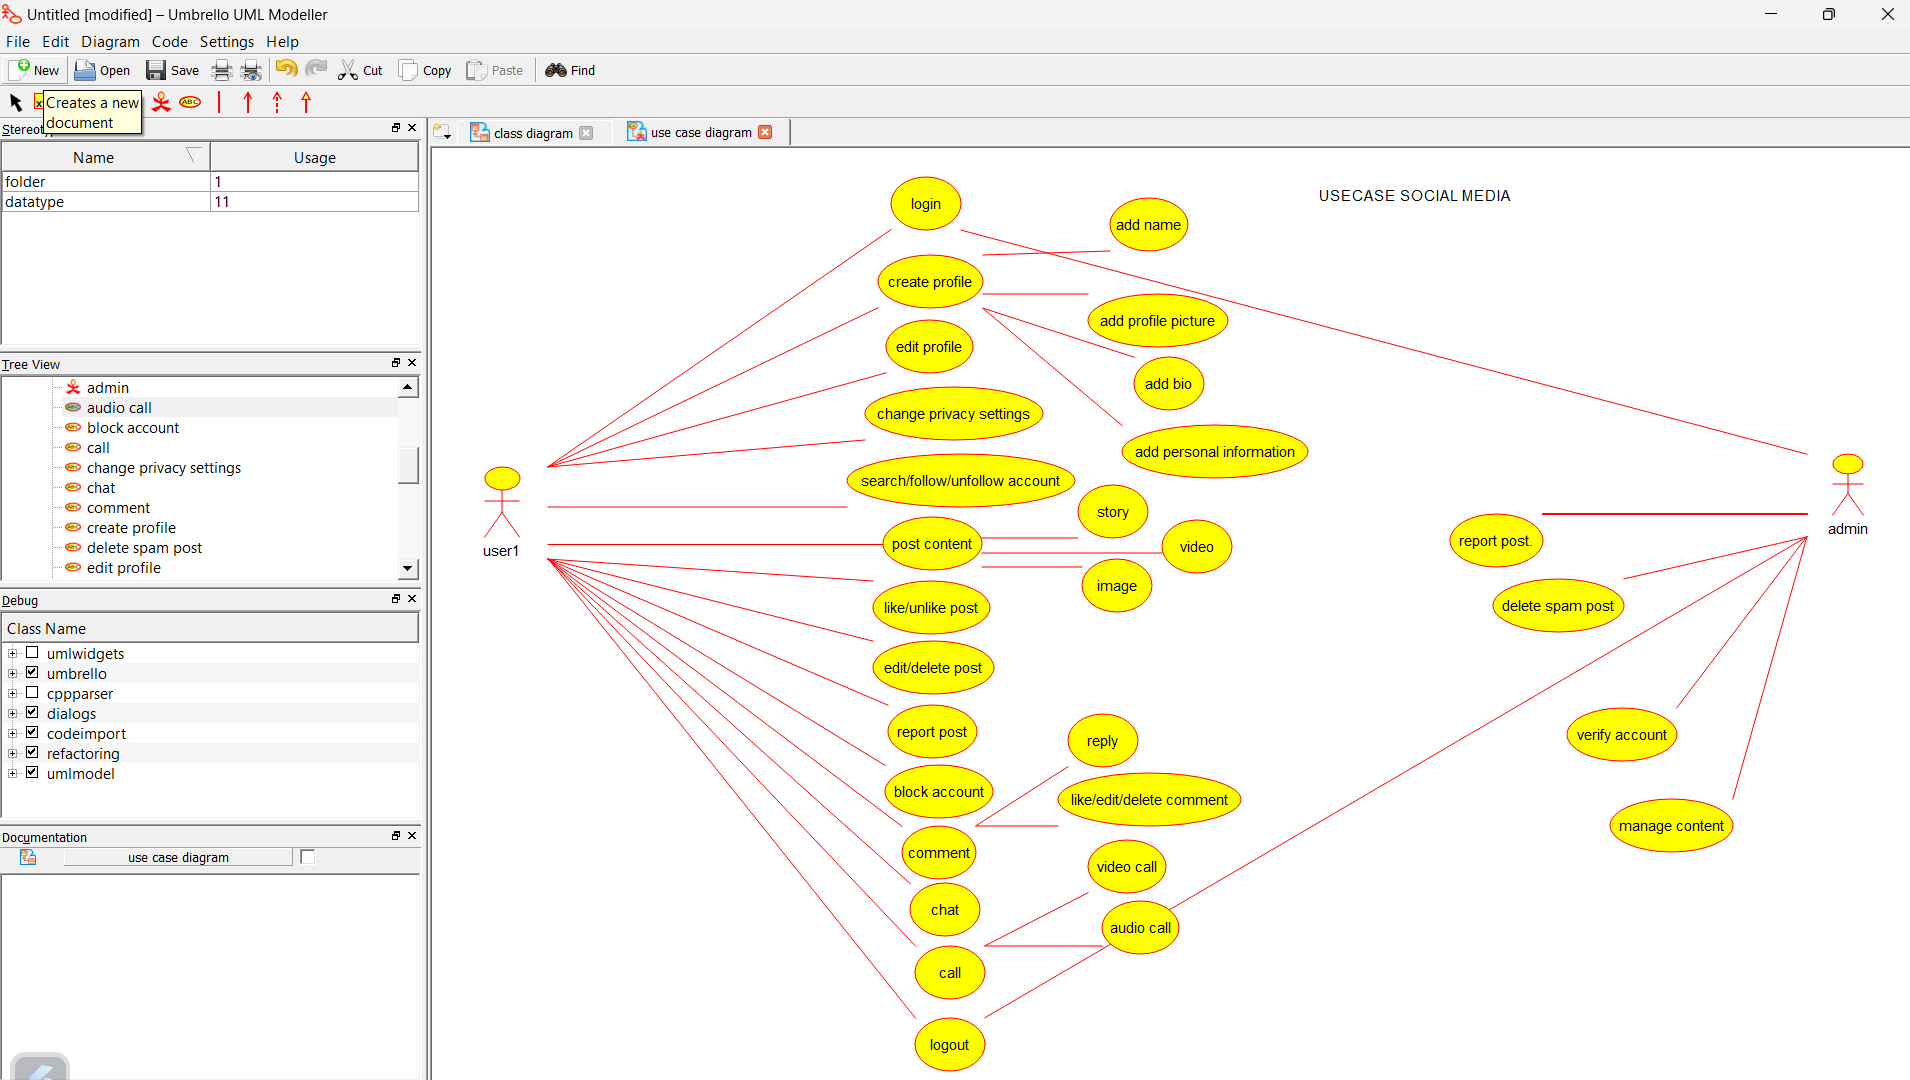 Untitled [modified] – Umbrello UML Modeller
File Edit Diagram Code Settings Help
New Open Save Cut Copy Paste Find
Creates a new
document
ABC
class diagram use case diagram
Name Usage
folder 1
datatype 11
Tree View
admin
audio call
block account
call
change privacy settings
chat
comment
create profile
delete spam post
edit profile
Debug
Class Name
umlwidgets
umbrello
cppparser
dialogs
codeimport
refactoring
umlmodel
Documentation
use case diagram
USECASE SOCIAL MEDIA
login
add name
create profile
add profile picture
edit profile
add bio
change privacy settings
add personal information
search/follow/unfollow account
story
post content
video
image
user1
admin
report post.
delete spam post
like/unlike post
edit/delete post
report post
reply
verify account
block account
like/edit/delete comment
manage content
comment
video call
chat
audio call
call
logout